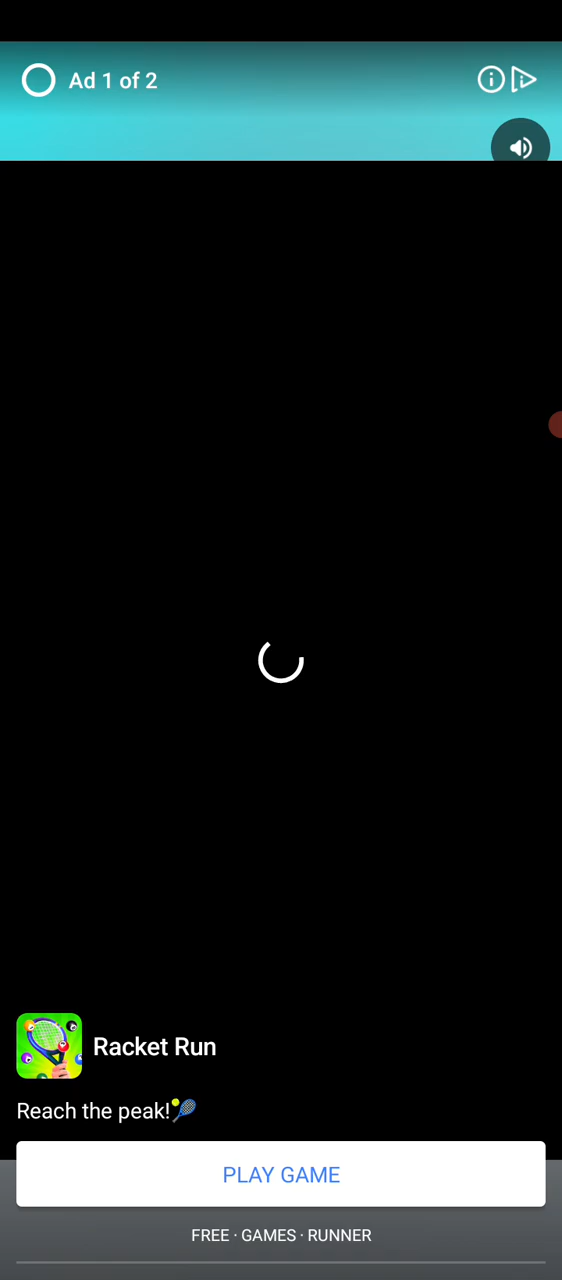 Ad 1 of 2
Racket Run
Reach the peak!🎾
PLAY GAME
FREE · GAMES · RUNNER